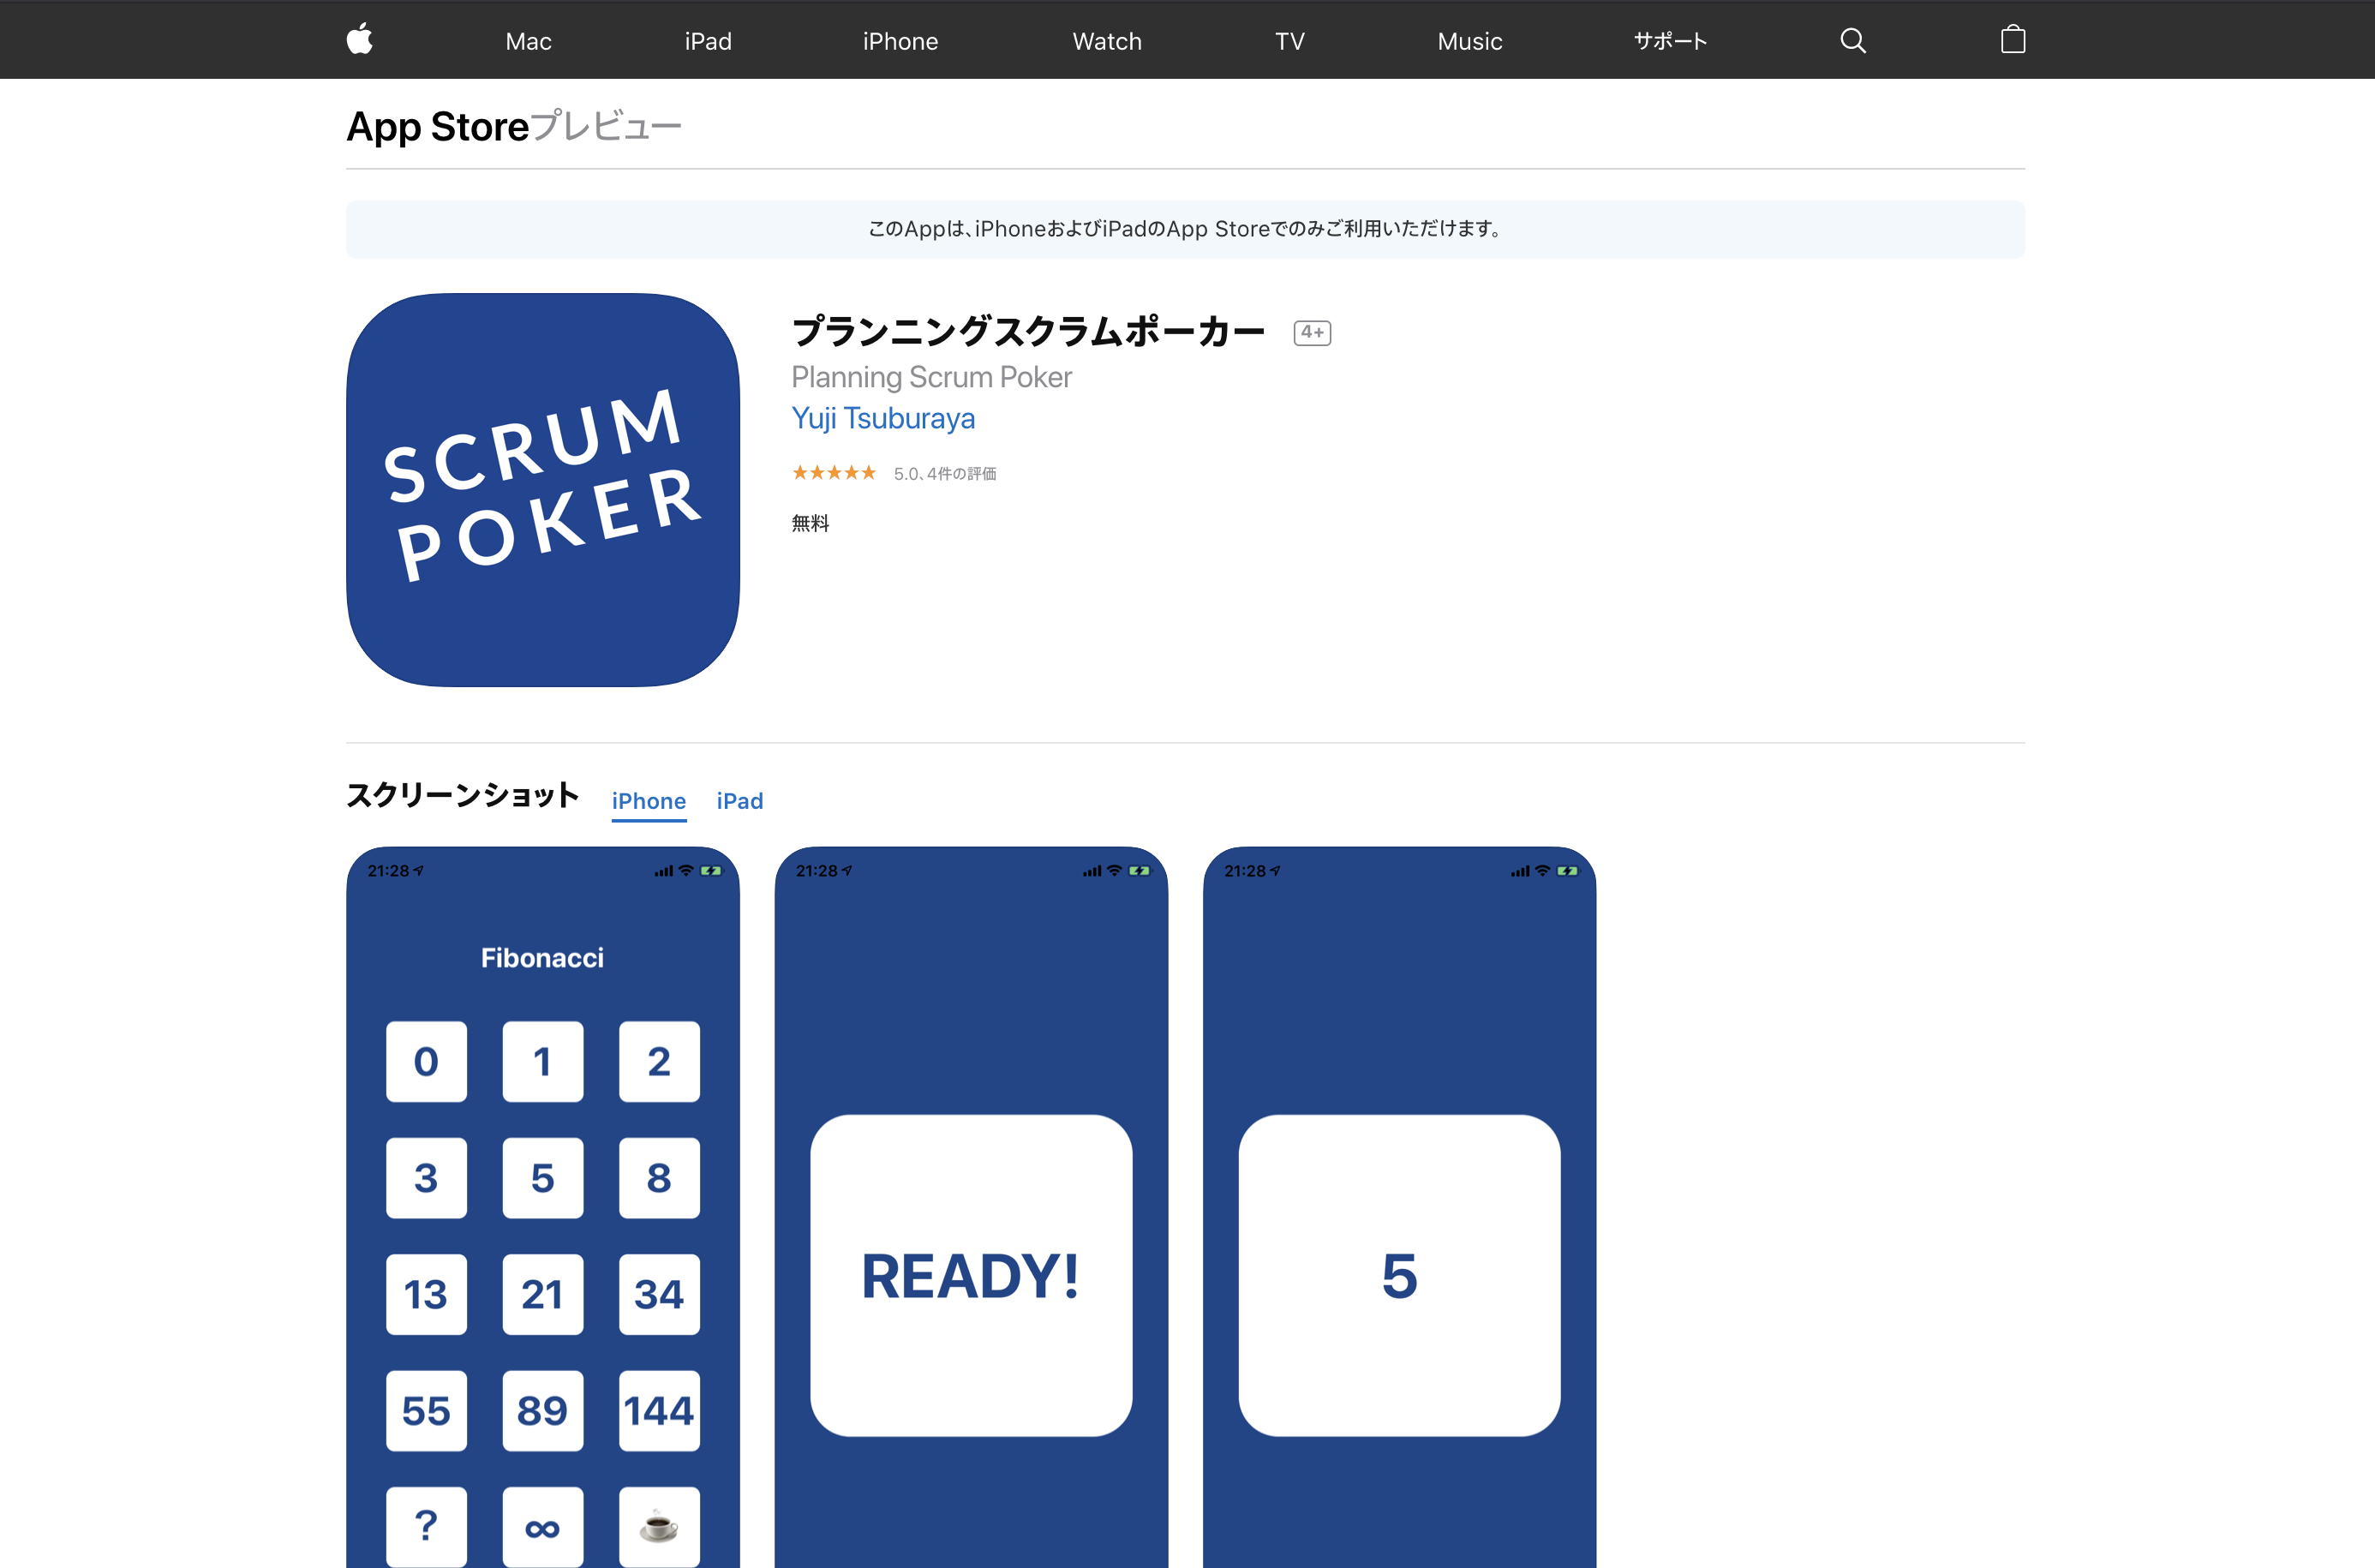 Mac iPad iPhone Watch TV Music サポート
App Storeプレビュー
このAppは、iPhoneおよびiPadのApp Storeでのみご利用いただけます。
SCRUM
POKER
プランニングスクラムポーカー 4+
Planning Scrum Poker
Yuji Tsuburaya
★★★★★ 5.0、4件の評価
無料
スクリーンショット iPhone iPad
21:28
Fibonacci
0 1 2
3 5 8
13 21 34
55 89 144
? ∞
21:28
READY!
21:28
5